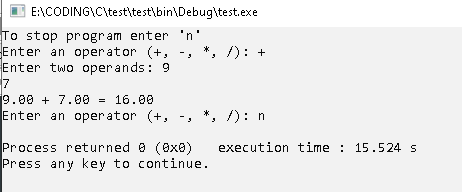 E:\CODING\C\test\test\bin\Debug\test.exe
To stop program enter 'n'
Enter an operator (+, -, *, /): +
Enter two operands: 9
7
9.00 + 7.00 = 16.00
Enter an operator (+, -, *, /): n
Process returned 0 (0x0)   execution time : 15.524 s
Press any key to continue.